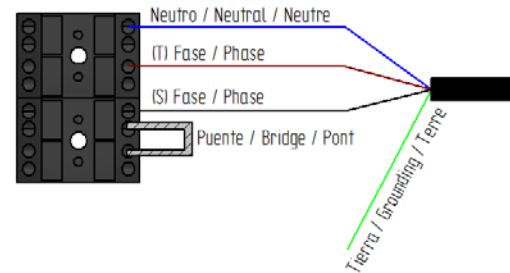 Neutro / Neutral / Neutre
(T) Fase / Phase
(S) Fase / Phase
Puente / Bridge / Pont
Tierra / Grounding / Terre